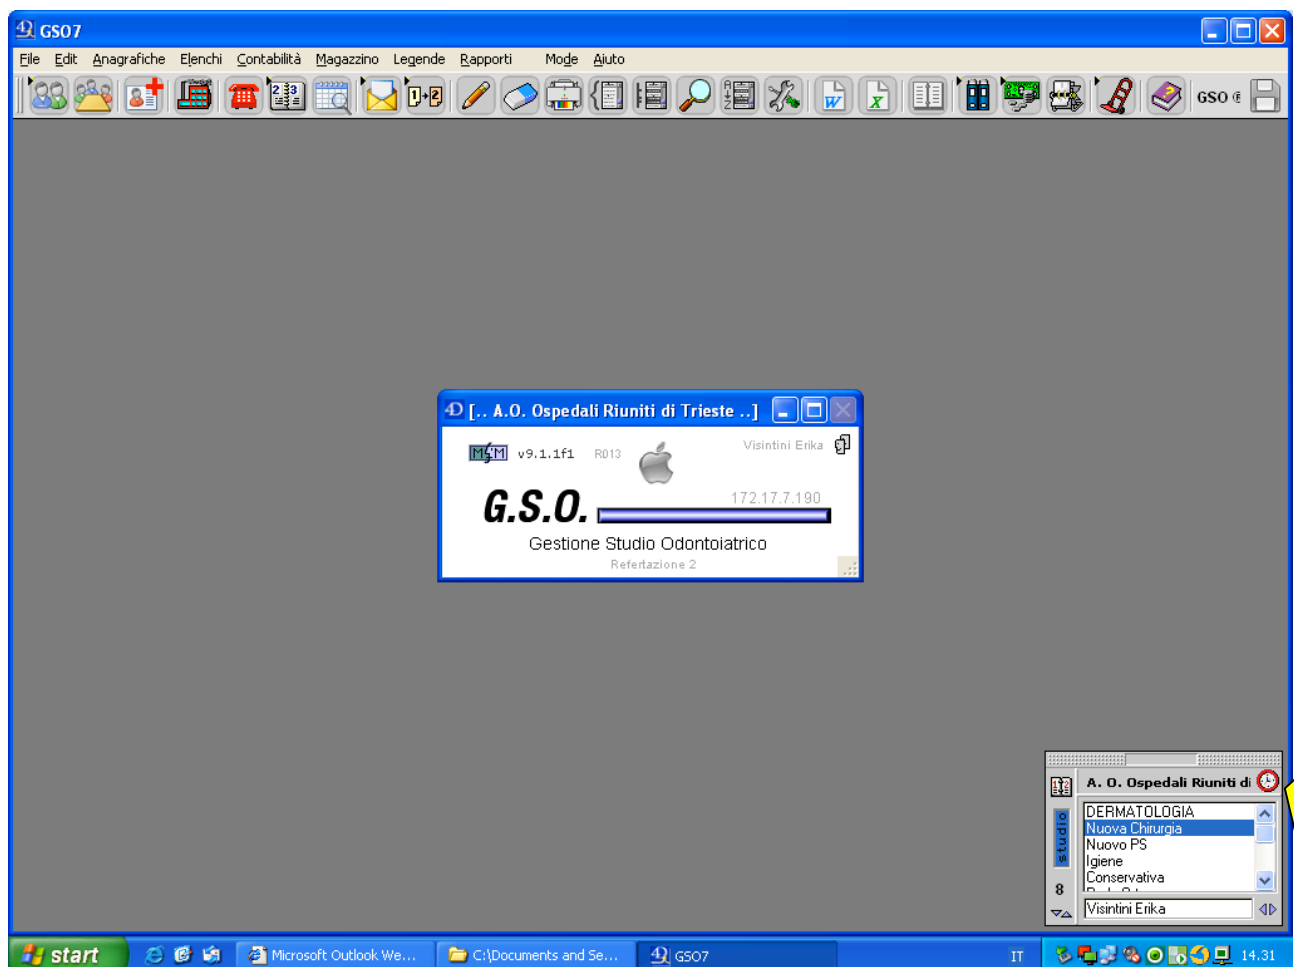 GSO7
File Edit Anagrafiche Elenchi Contabilità Magazzino Legende Rapporti Mode Aiuto
GSO
[.. A.O. Ospedali Riuniti di Trieste ..]
M S M v9.1.1f1 R013 Visintini Erika
172.17.7.190
G.S.O.
Gestione Studio Odontoiatrico
Refertazione 2
A. O. Ospedali Riuniti di
studio
DERMATOLOGIA
Nuova Chirurgia
Nuovo PS
Igiene
Conservativa
8
Visintini Erika
start Microsoft Outlook We... C:\Documents and Se... GSO7 IT 14.31